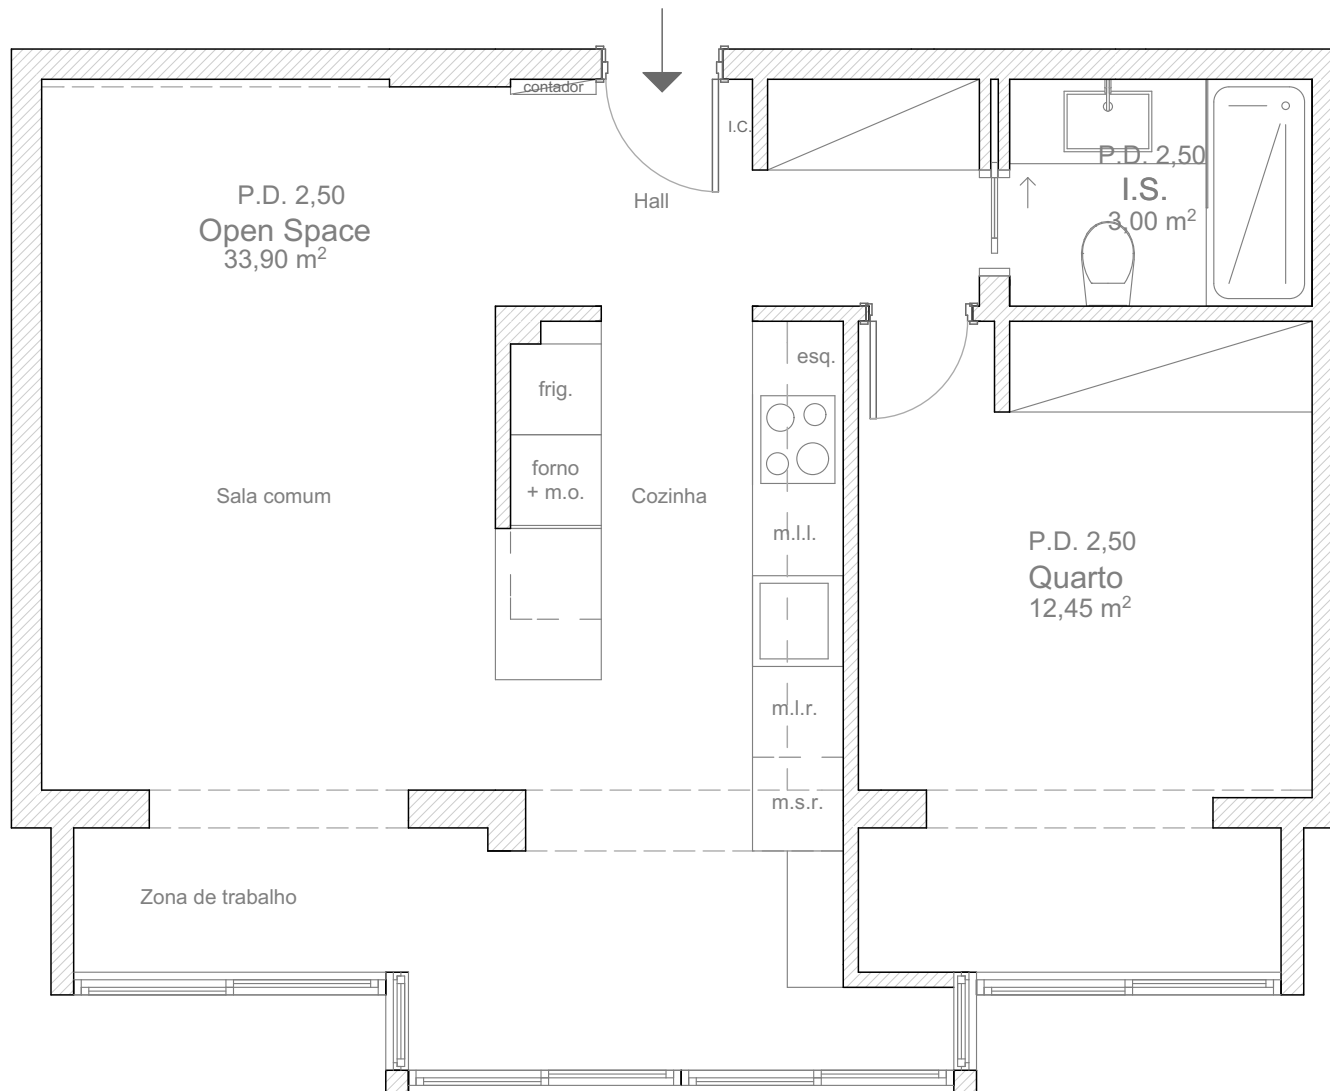 contador
I.C.
P.D. 2,50
Open Space
33,90 m²
Hall
P.D. 2,50
I.S.
3,00 m²
frig.
forno
+ m.o.
esq.
Sala comum
Cozinha
m.l.l.
P.D. 2,50
Quarto
12,45 m²
m.l.r.
m.s.r.
Zona de trabalho